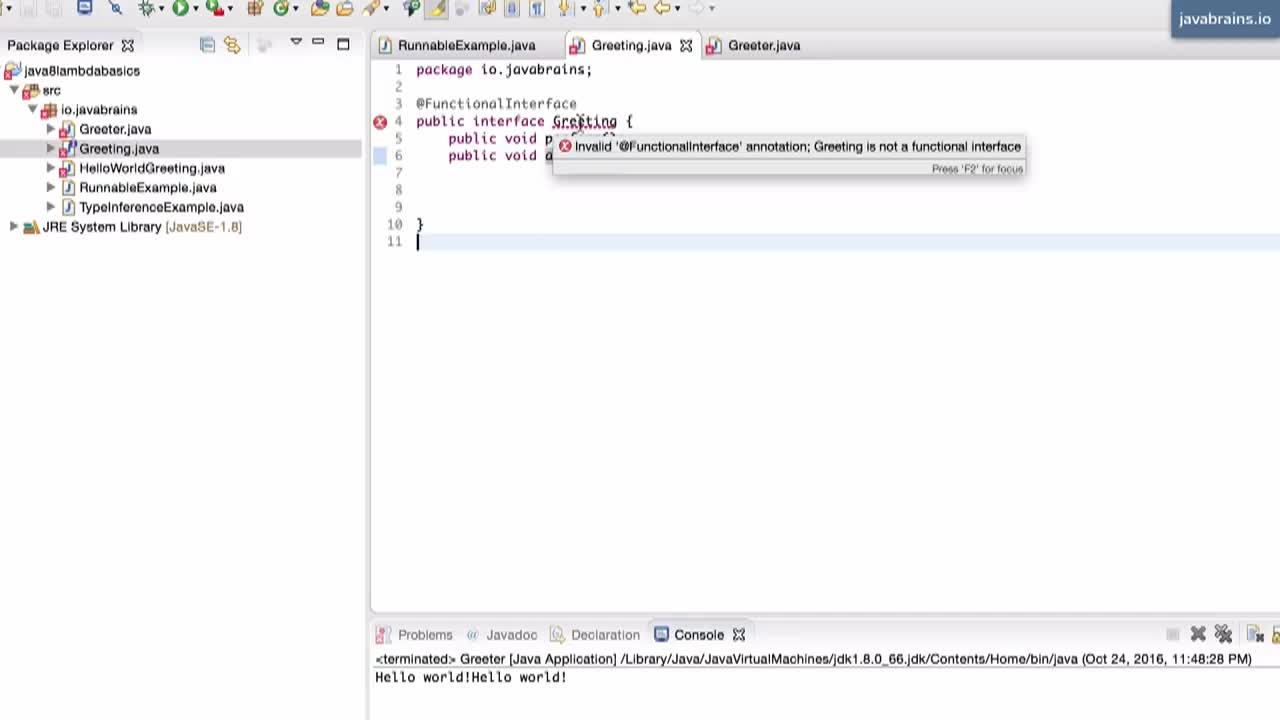 javabrains.io
Package Explorer
java8lambdabasics
src
io.javabrains
Greeter.java
Greeting.java
HelloWorldGreeting.java
RunnableExample.java
TypeInferenceExample.java
JRE System Library [JavaSE-1.8]
RunnableExample.java Greeting.java Greeter.java
1 package io.javabrains;
2
3 @FunctionalInterface
4 public interface Greeting {
5 public void
6 public void
7
8
9
10 }
11
Invalid '@FunctionalInterface' annotation; Greeting is not a functional interface
Press 'F2' for focus
Problems @ Javadoc Declaration Console
<terminated> Greeter [Java Application] /Library/Java/JavaVirtualMachines/jdk1.8.0_66.jdk/Contents/Home/bin/java (Oct 24, 2016, 11:48:28 PM)
Hello world!Hello world!